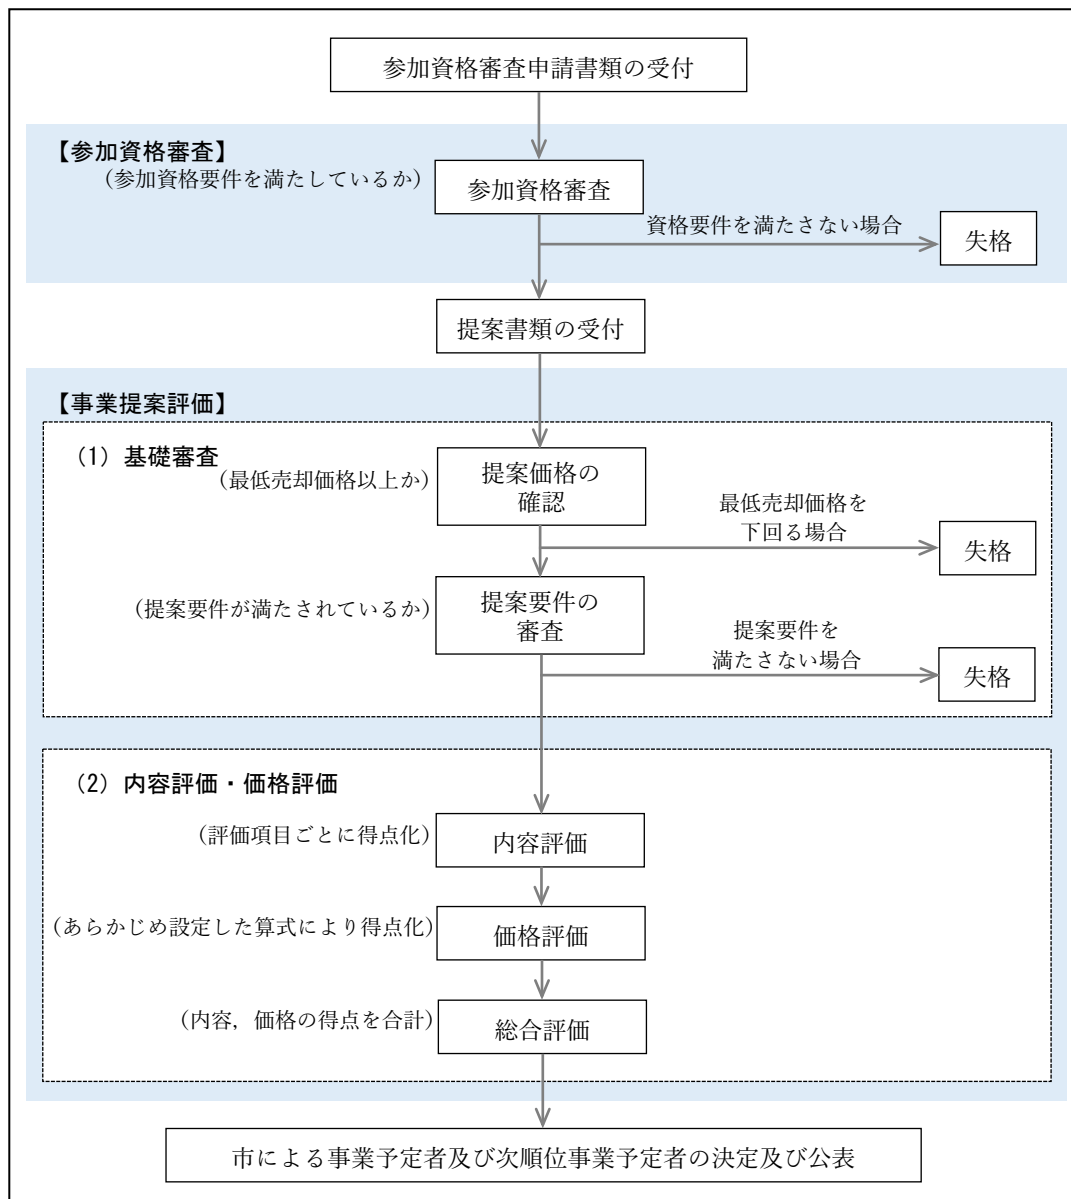 参加資格審査申請書類の受付
【参加資格審査】
（参加資格要件を満たしているか）
参加資格審査
資格要件を満たさない場合
失格
提案書類の受付
【事業提案評価】
（1）基礎審査
（最低売却価格以上か）
提案価格の
確認
最低売却価格を
下回る場合
失格
（提案要件が満たされているか）
提案要件の
審査
提案要件を
満たさない場合
失格
（2）内容評価・価格評価
（評価項目ごとに得点化）
内容評価
（あらかじめ設定した算式により得点化）
価格評価
（内容，価格の得点を合計）
総合評価
市による事業予定者及び次順位事業予定者の決定及び公表